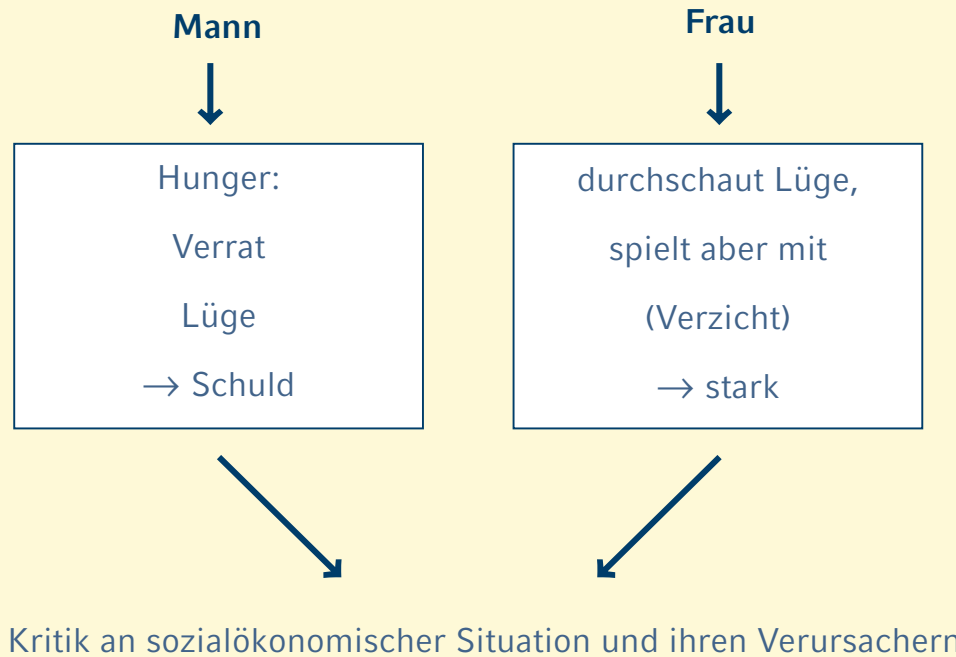 Mann
Frau
Hunger:
Verrat
Lüge
→ Schuld
durchschaut Lüge,
spielt aber mit
(Verzicht)
→ stark
Kritik an sozialökonomischer Situation und ihren Verursachern